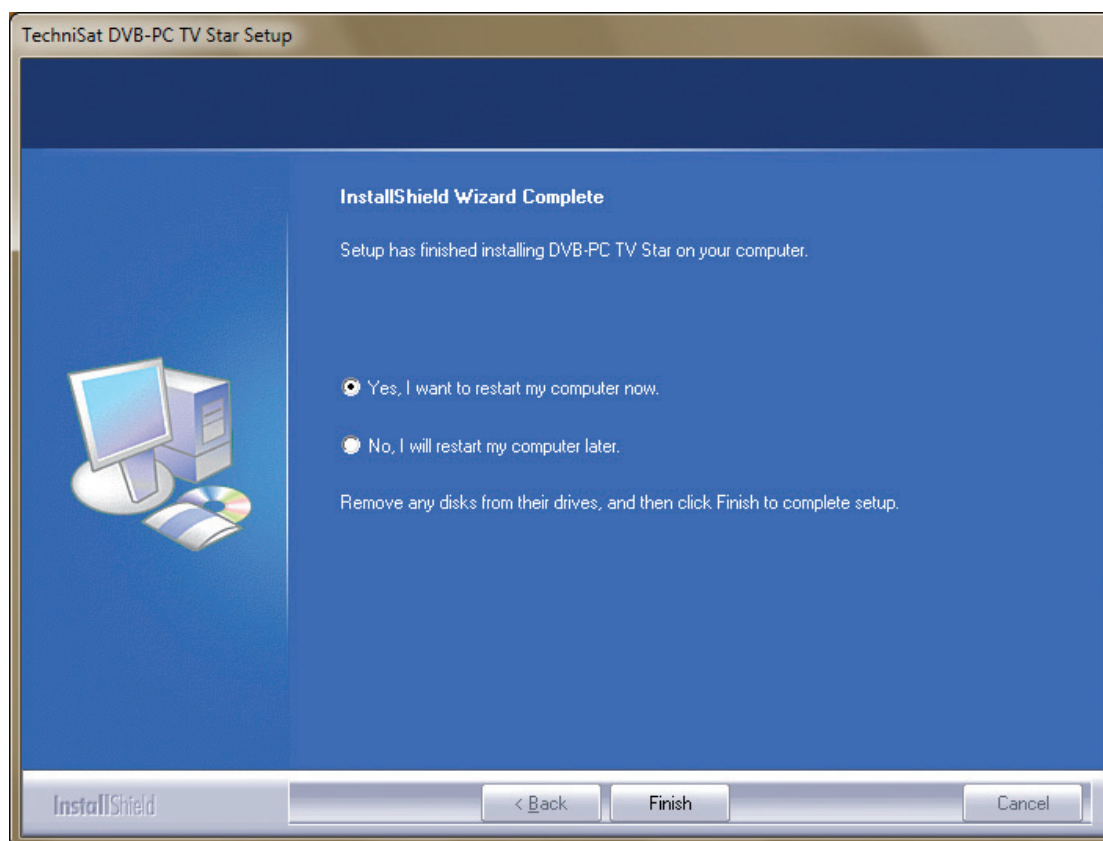 TechniSat DVB-PC TV Star Setup
InstallShield Wizard Complete
Setup has finished installing DVB-PC TV Star on your computer.
Yes, I want to restart my computer now.
No, I will restart my computer later.
Remove any disks from their drives, and then click Finish to complete setup.
InstallShield < Back Finish Cancel